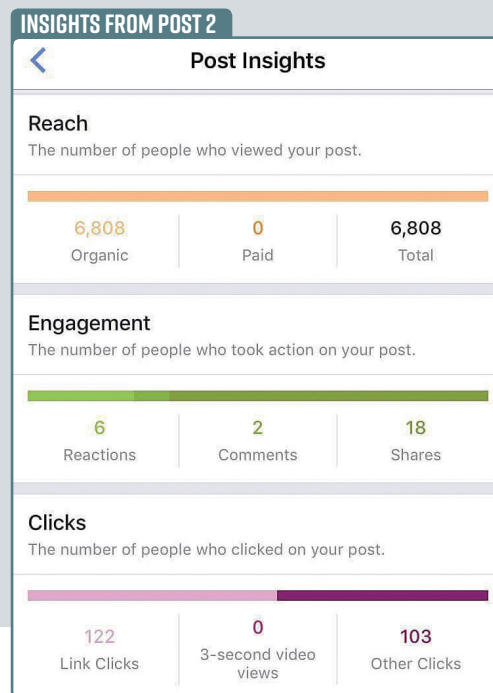 INSIGHTS FROM POST 2
Post Insights
Reach
The number of people who viewed your post.
6,808 0 6,808
Organic Paid Total
Engagement
The number of people who took action on your post.
6 2 18
Reactions Comments Shares
Clicks
The number of people who clicked on your post.
122 0 103
Link Clicks 3-second video views Other Clicks